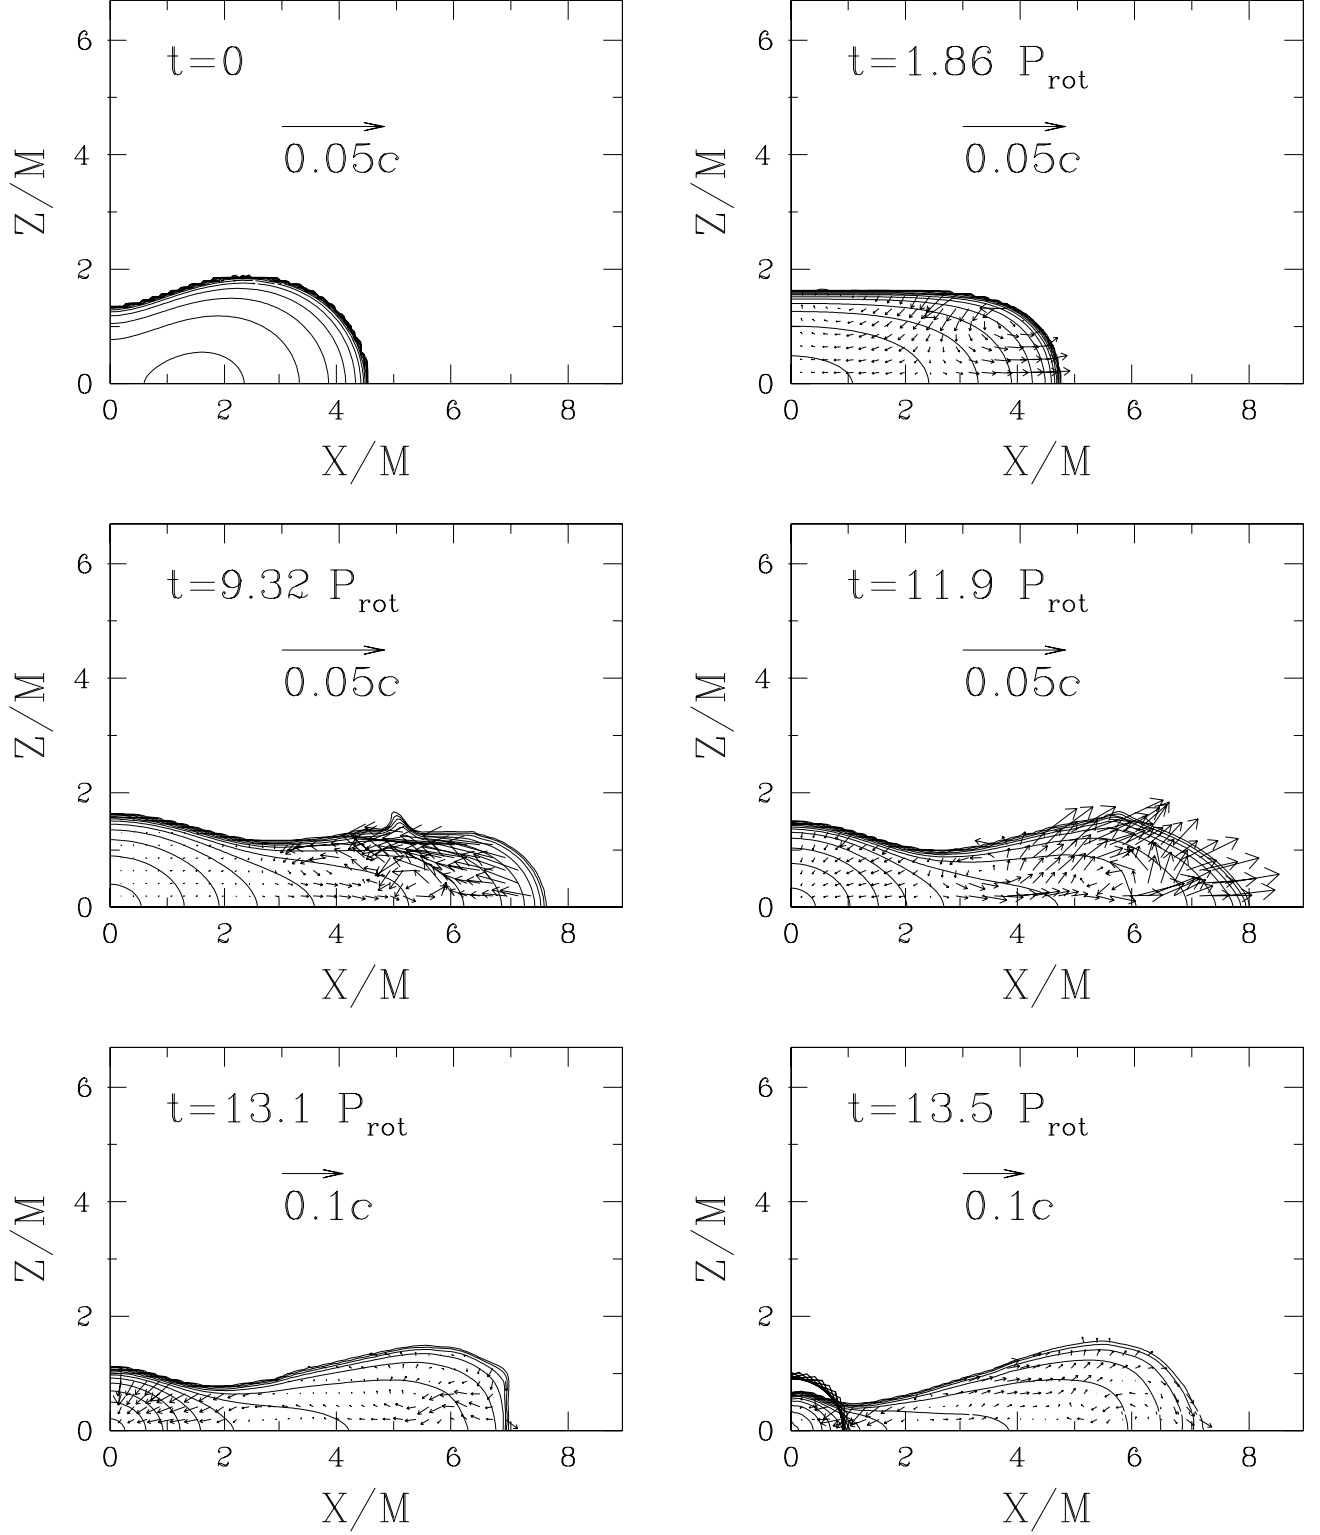 6
t=0
0.05c
4
Z/M
2
0
0 2 4 6 8
X/M
6
t=1.86 P_rot
0.05c
4
Z/M
2
0
0 2 4 6 8
X/M
6
t=9.32 P_rot
0.05c
4
Z/M
2
0
0 2 4 6 8
X/M
6
t=11.9 P_rot
0.05c
4
Z/M
2
0
0 2 4 6 8
X/M
6
t=13.1 P_rot
0.1c
4
Z/M
2
0
0 2 4 6 8
X/M
6
t=13.5 P_rot
0.1c
4
Z/M
2
0
0 2 4 6 8
X/M